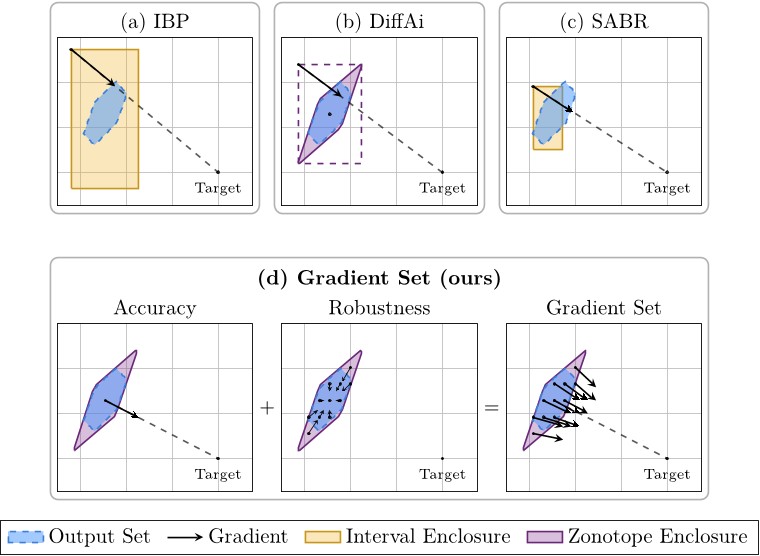 (a) IBP
(b) DiffAi
(c) SABR
Target
Target
Target
(d) Gradient Set (ours)
Accuracy
Robustness
Gradient Set
+
=
Target
Target
Target
Output Set
Gradient
Interval Enclosure
Zonotope Enclosure